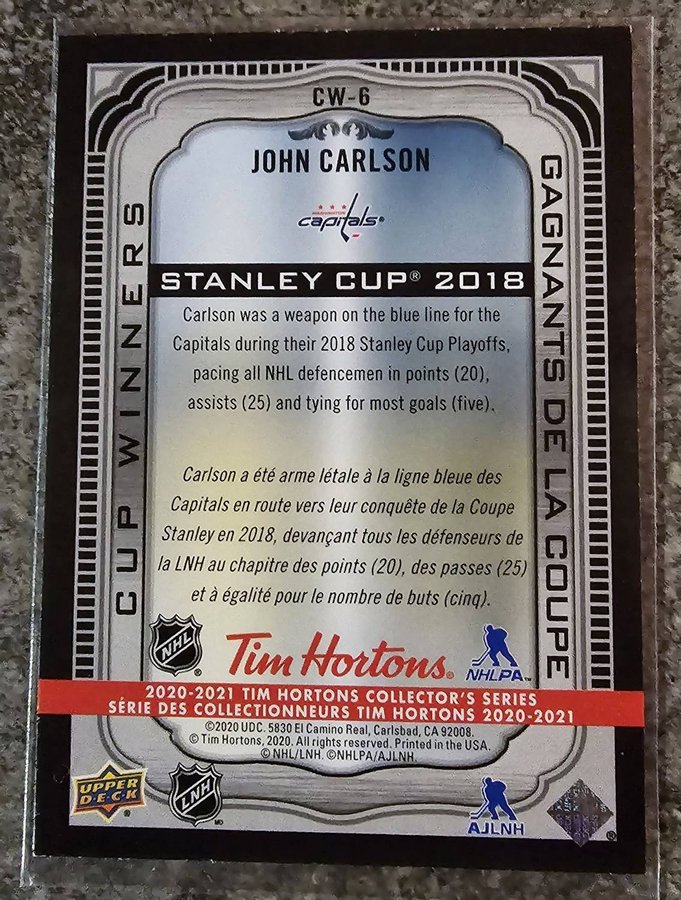 CW-6
JOHN CARLSON
WASHINGTON
capitals®
CUP WINNERS
GAGNANTS DE LA COUPE
STANLEY CUP® 2018
Carlson was a weapon on the blue line for the
Capitals during their 2018 Stanley Cup Playoffs,
pacing all NHL defencemen in points (20),
assists (25) and tying for most goals (five).
Carlson a été arme létale à la ligne bleue des
Capitals en route vers leur conquête de la Coupe
Stanley en 2018, devançant tous les défenseurs de
la LNH au chapitre des points (20), des passes (25)
et à égalité pour le nombre de buts (cinq).
NHL ®
Tim Hortons®
NHLPA™
2020-2021 TIM HORTONS COLLECTOR'S SERIES
SÉRIE DES COLLECTIONNEURS TIM HORTONS 2020-2021
©2020 UDC. 5830 El Camino Real, Carlsbad, CA 92008.
© Tim Hortons, 2020. All rights reserved. Printed in the USA.
© NHL/LNH. ©NHLPA/AJLNH.
UPPER
DECK ®
LNH MD
AJLNH
®